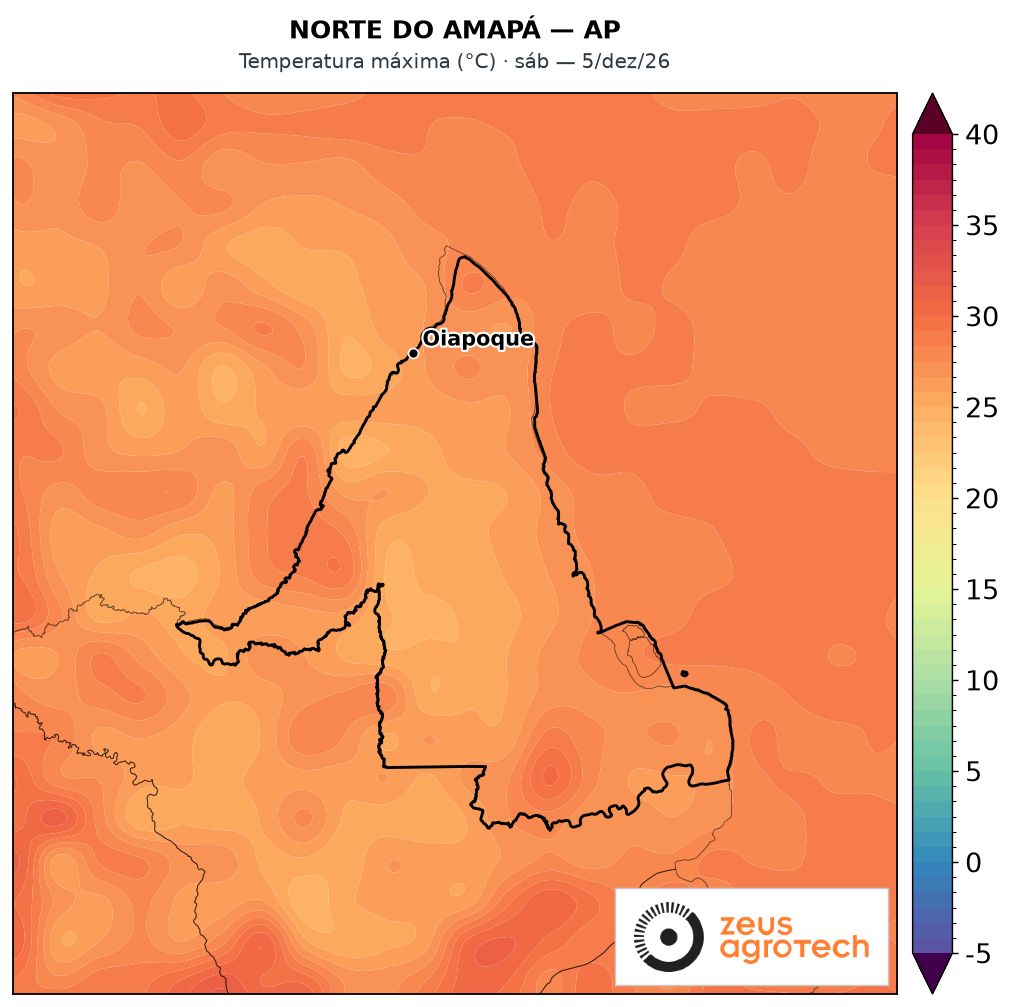 NORTE DO AMAPÁ — AP
Temperatura máxima (°C) · sáb — 5/dez/26
Oiapoque
40
35
30
25
20
15
10
5
0
-5
zeus
agrotech